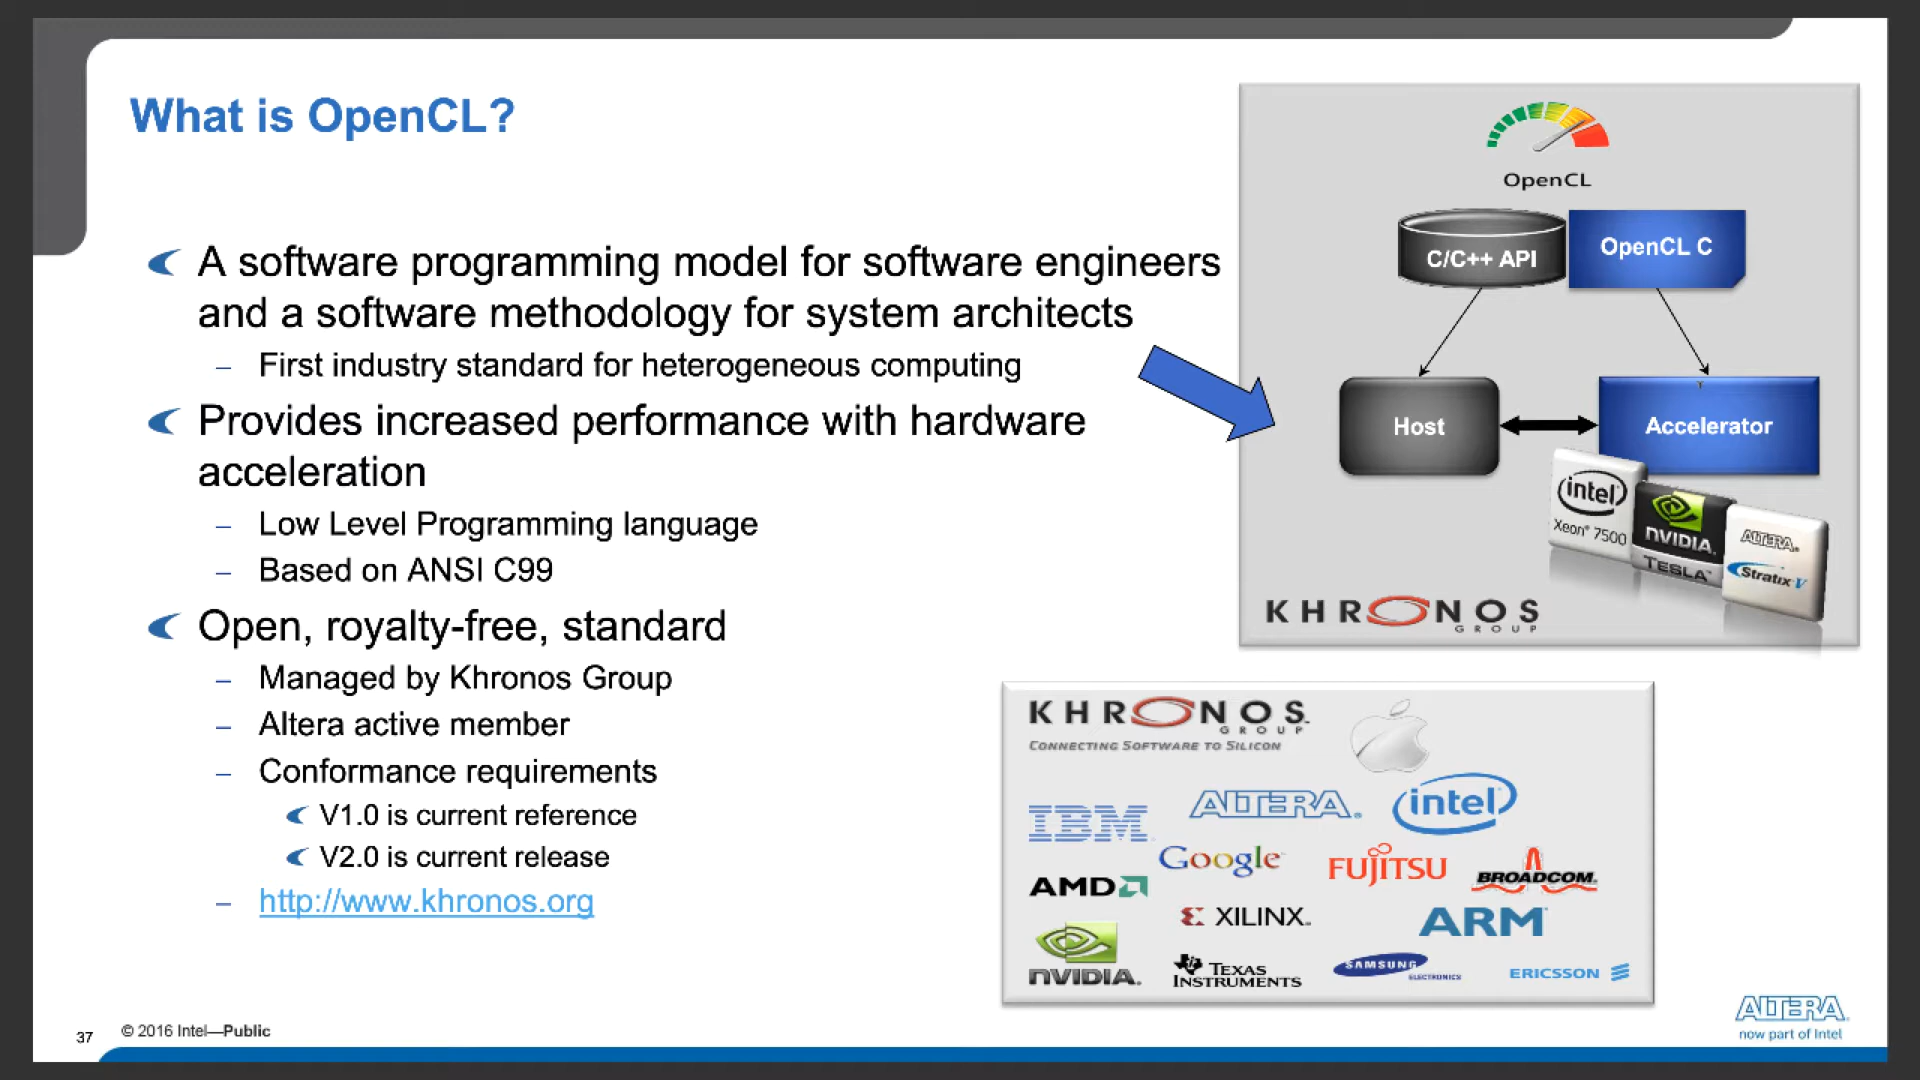 What is OpenCL?
A software programming model for software engineers
and a software methodology for system architects
– First industry standard for heterogeneous computing
Provides increased performance with hardware
acceleration
– Low Level Programming language
– Based on ANSI C99
Open, royalty-free, standard
– Managed by Khronos Group
– Altera active member
– Conformance requirements
V1.0 is current reference
V2.0 is current release
– http://www.khronos.org
OpenCL
C/C++ API
OpenCL C
Host
Accelerator
intel
Xeon® 7500
NVIDIA.
TESLA™
ALTERA®
Stratix V
KHRONOS
GROUP
KHRONOS™
GROUP
CONNECTING SOFTWARE TO SILICON
IBM
ALTERA®
intel
Google
FUJITSU
BROADCOM
AMD
XILINX
ARM
NVIDIA.
TEXAS
INSTRUMENTS
SAMSUNG
ELECTRONICS
ERICSSON
37
© 2016 Intel—Public
ALTERA
now part of Intel